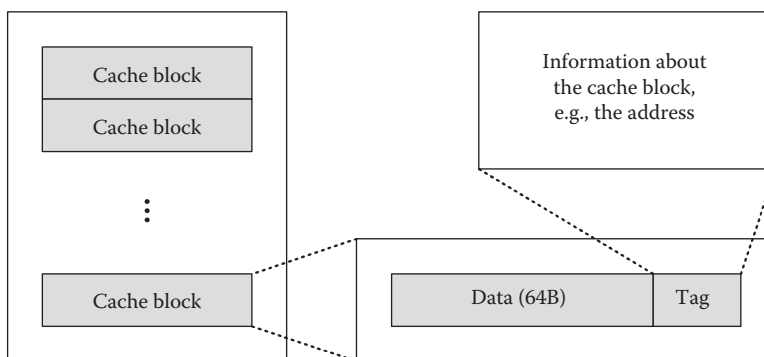 Cache block
Cache block
Cache block
Information about
the cache block,
e.g., the address
Data (64B)
Tag